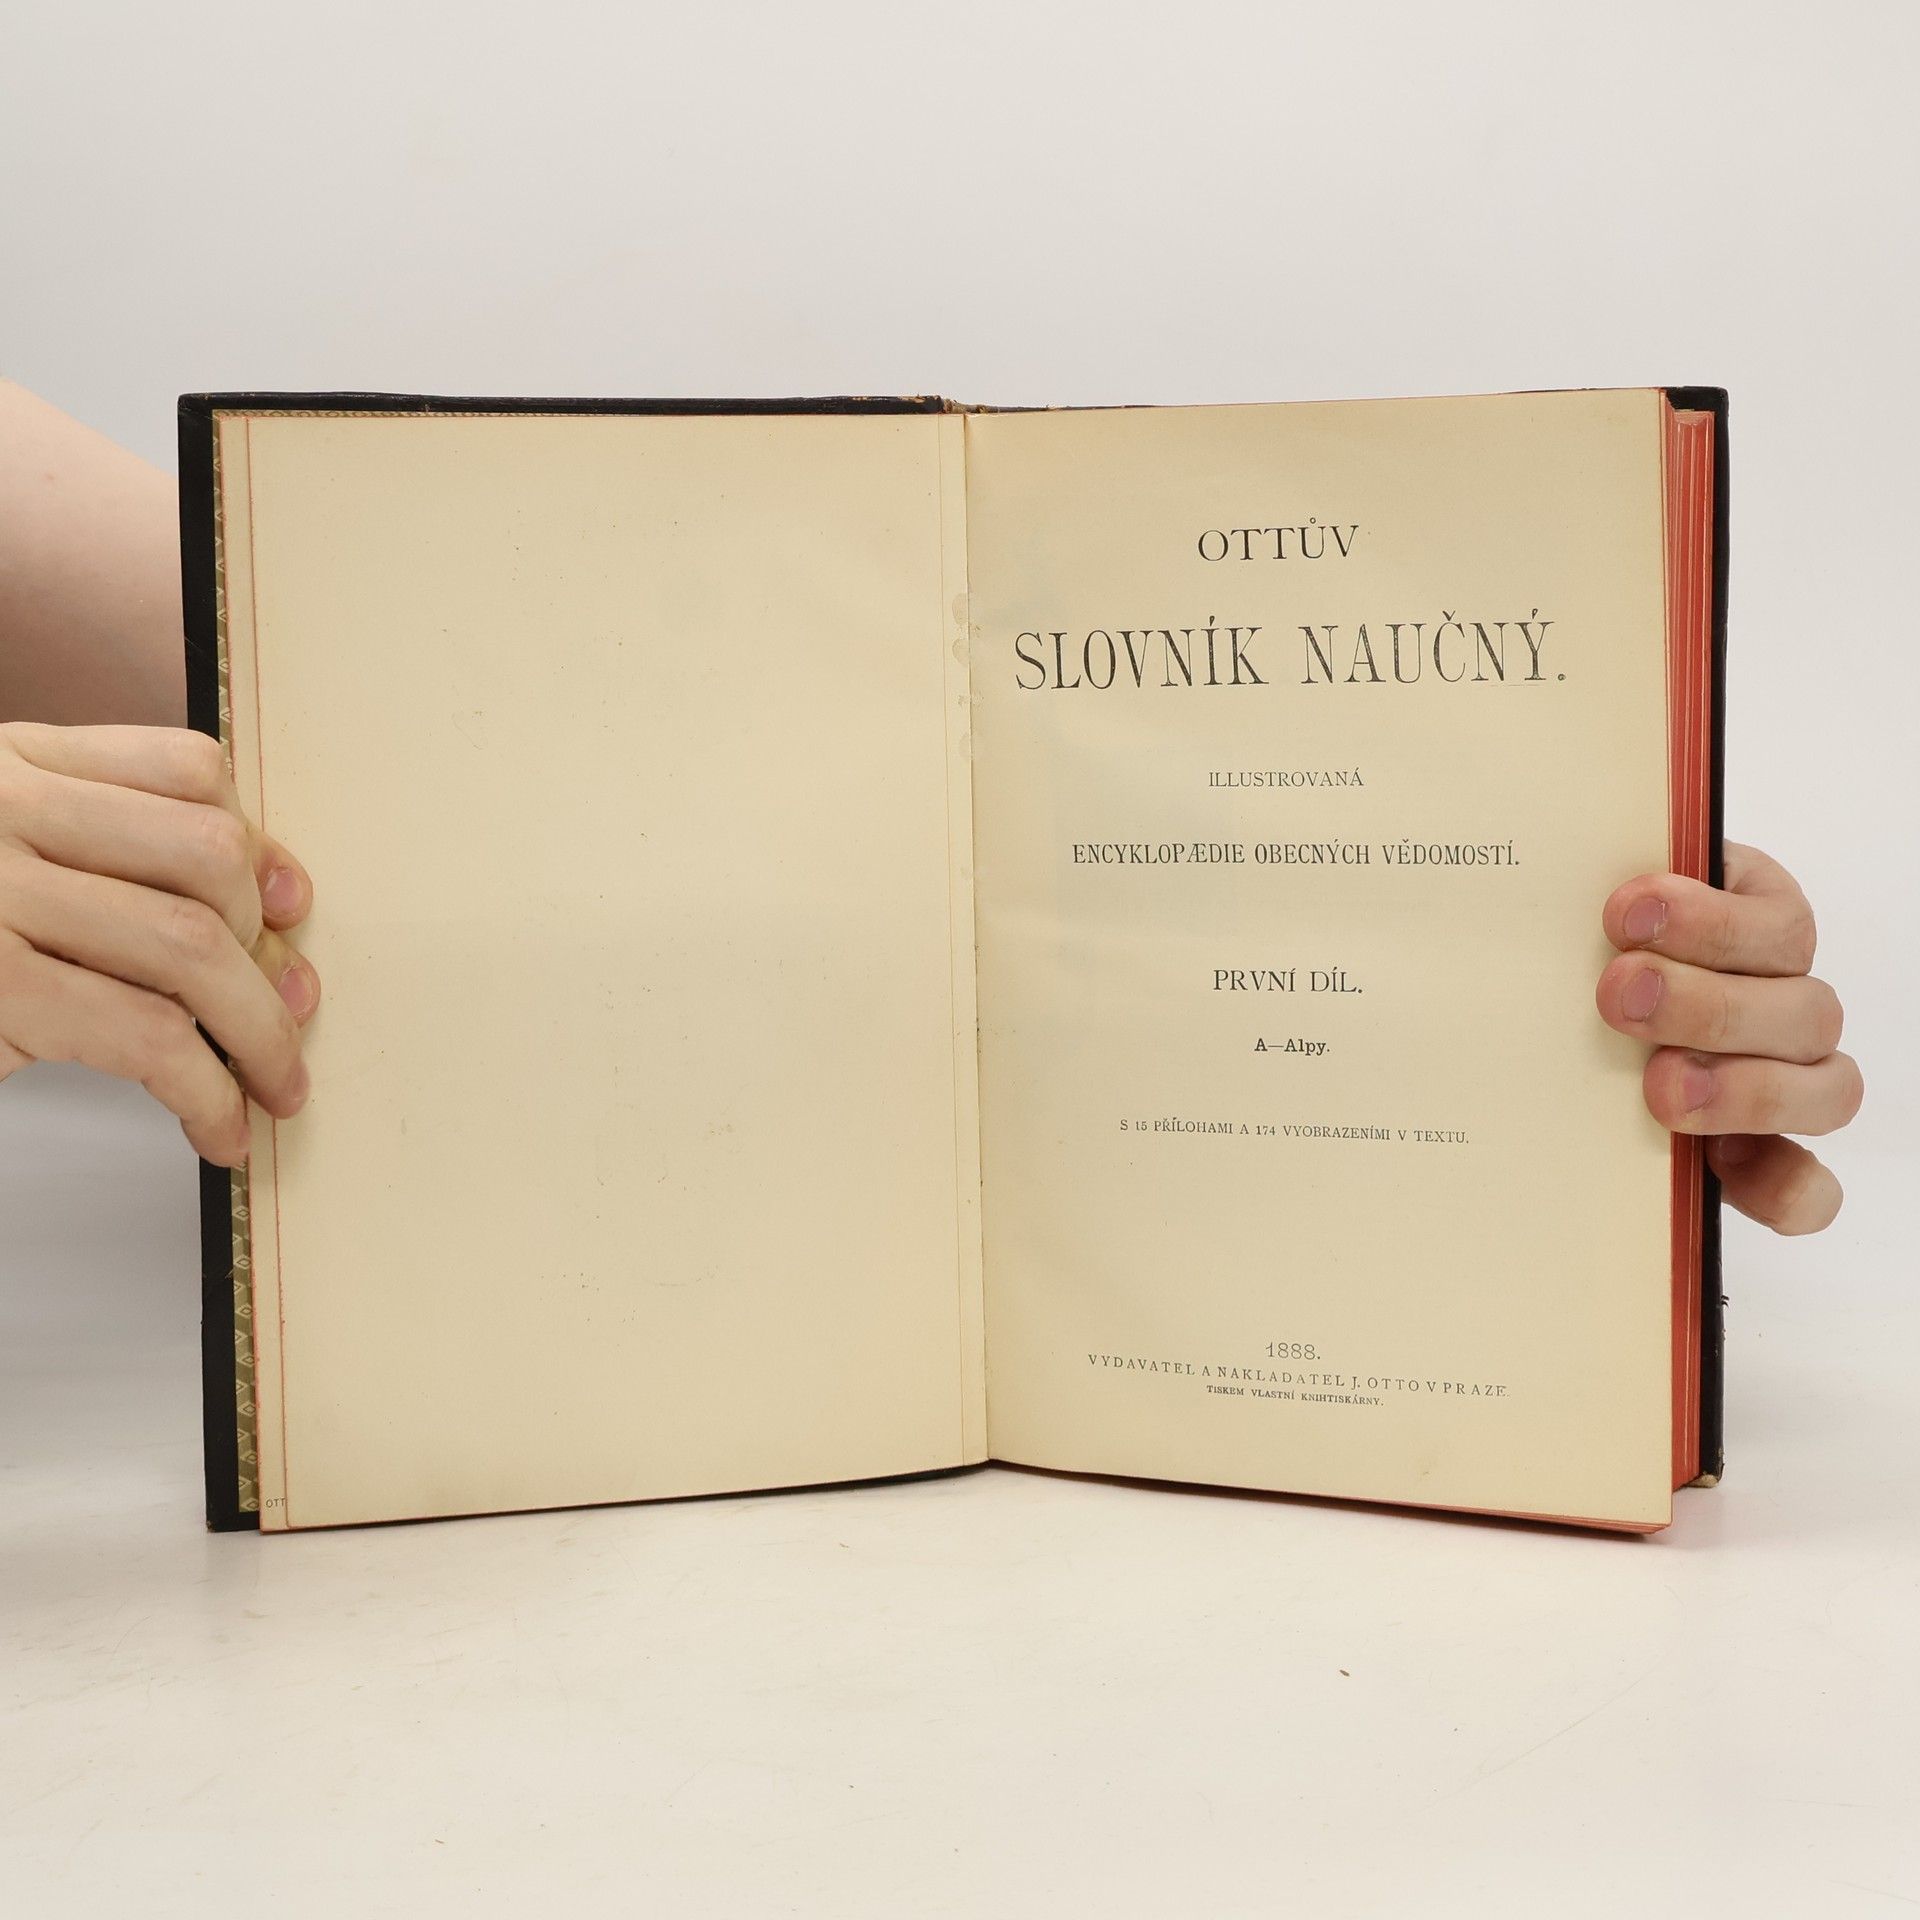 OTTŮV
SLOVNÍK NAUČNÝ.
ILLUSTROVANÁ
ENCYKLOPÆDIE OBECNÝCH VĚDOMOSTÍ.
PRVNÍ DÍL.
A—Alpy.
S 15 PŘÍLOHAMI A 174 VYOBRAZENÍMI V TEXTU.
1888.
VYDAVATEL A NAKLADATEL J. OTTO V PRAZE.
TISKEM VLASTNÍ KNIHTISKÁRNY.
OTT